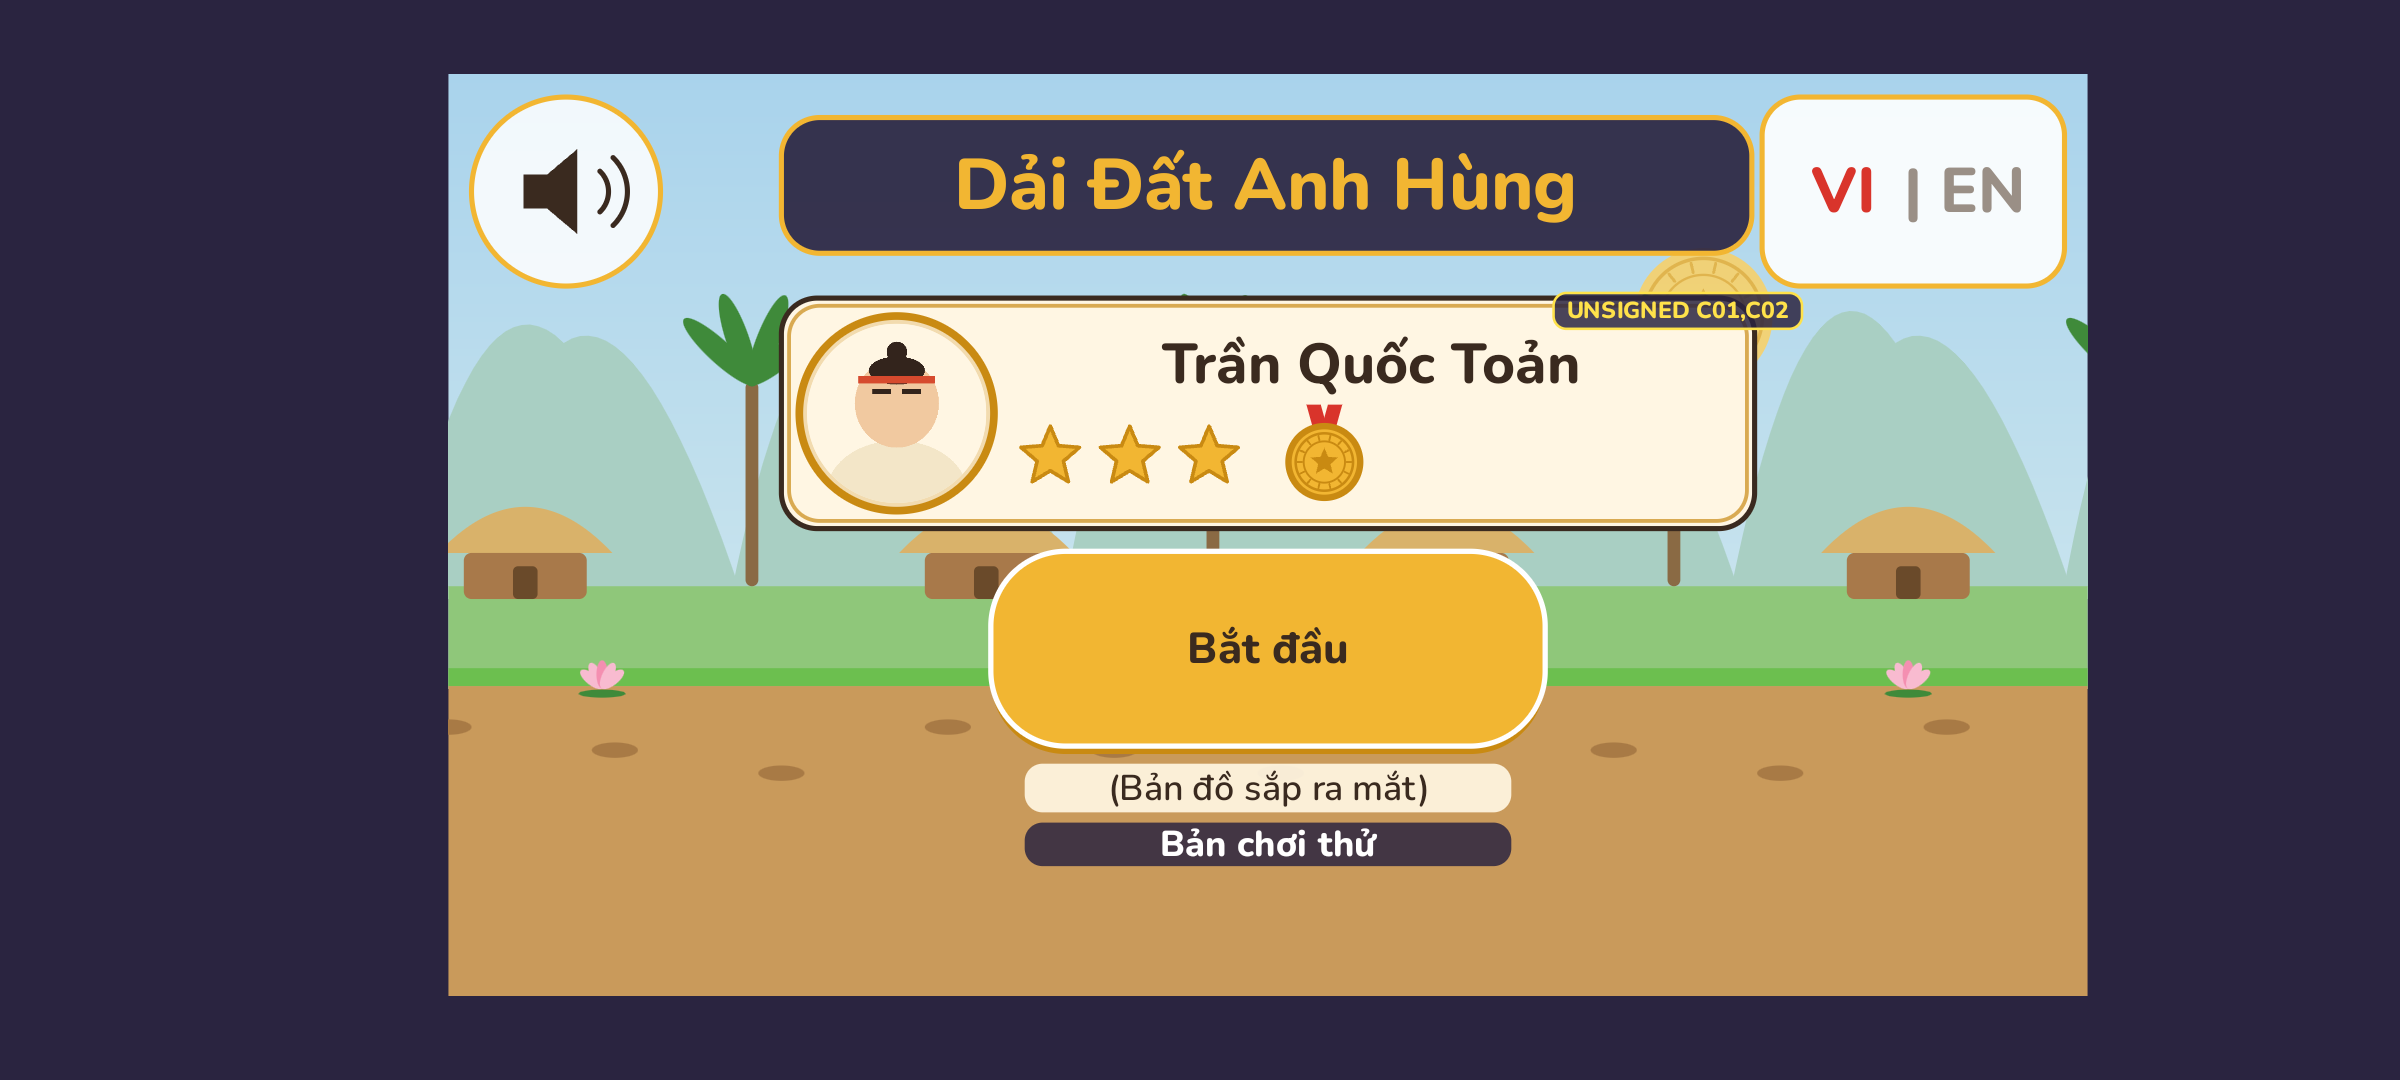 Dải Đất Anh Hùng
VI | EN
UNSIGNED C01,C02
Trần Quốc Toản
Bắt đầu
(Bản đồ sắp ra mắt)
Bản chơi thử